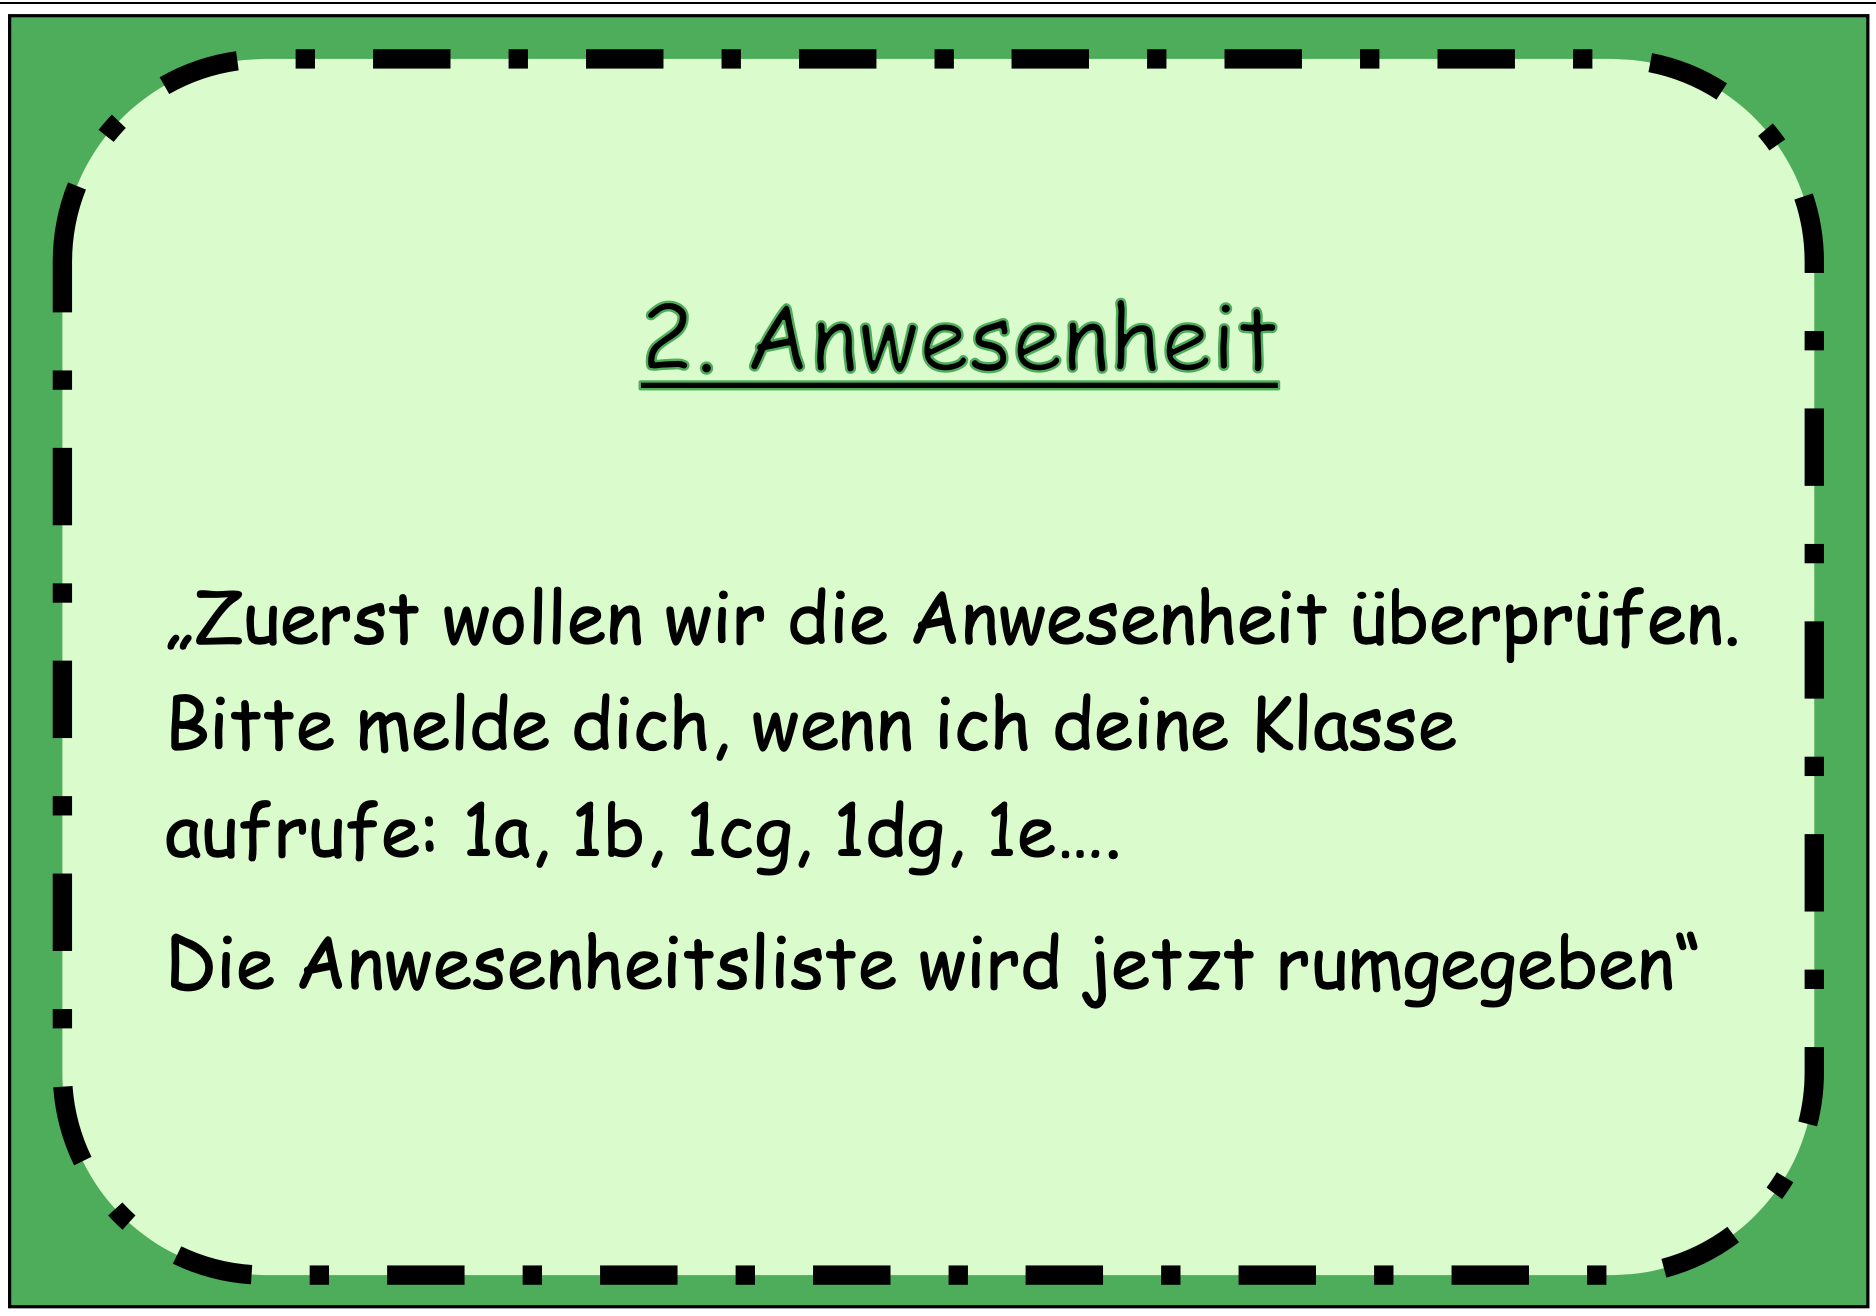 2. Anwesenheit
„Zuerst wollen wir die Anwesenheit überprüfen.
Bitte melde dich, wenn ich deine Klasse
aufrufe: 1a, 1b, 1cg, 1dg, 1e….
Die Anwesenheitsliste wird jetzt rumgegeben“